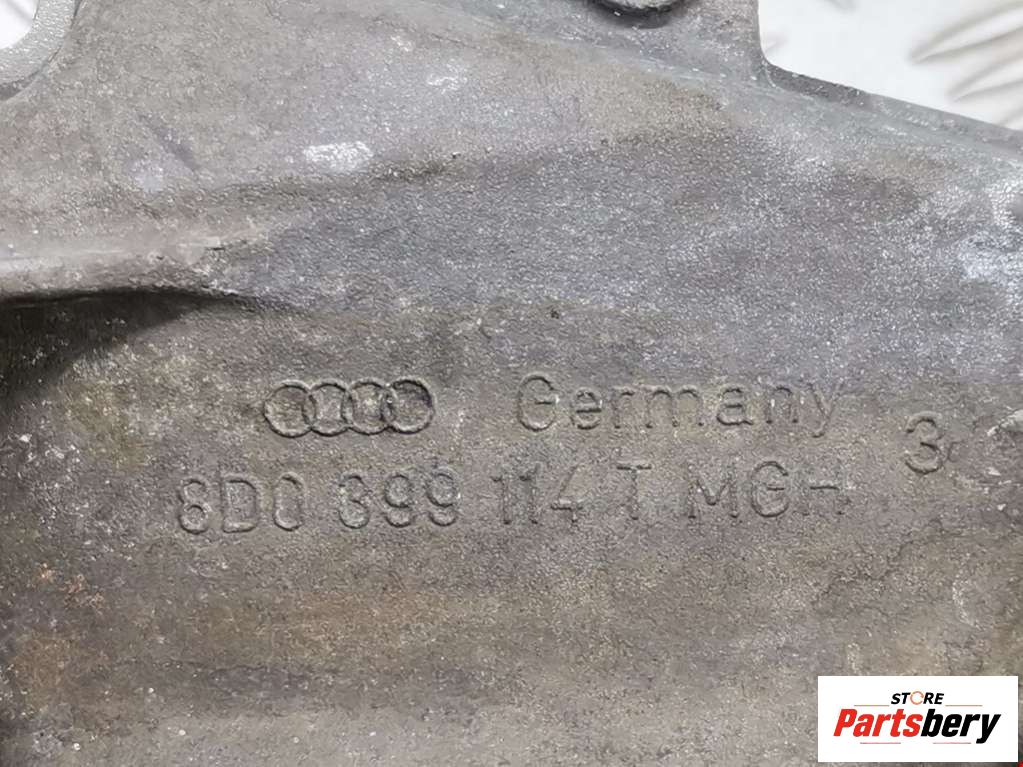 Germany
3
8D0 399 114 T MGH
STORE
Partsbery